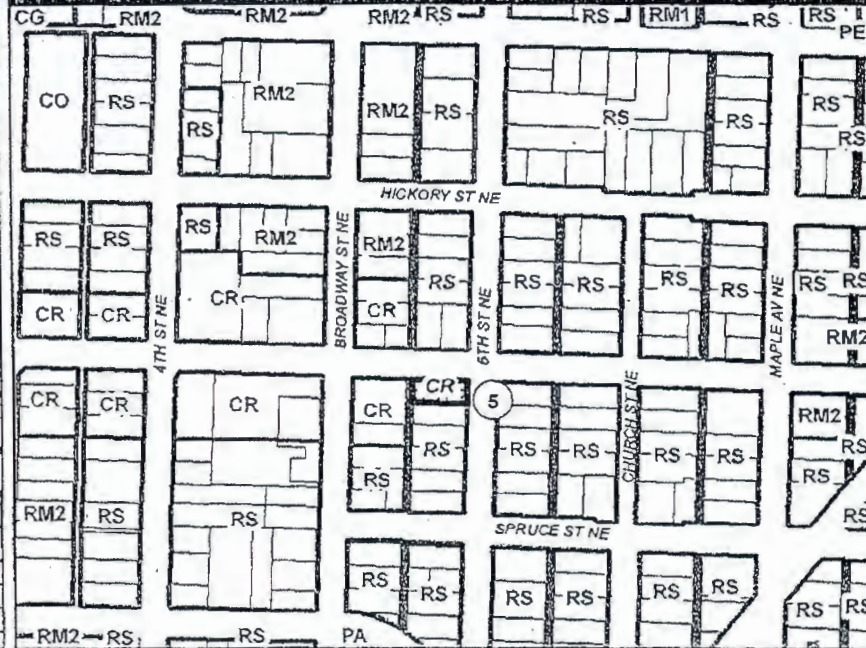 CG RM2 RM2 RM2 RS RS RM1 RS RS PE
CO RS RS RM2 RM2 RS RS RS RS RS
HICKORY ST NE
RS RS RS RM2 RM2 RS RS RS RS RS RS RS
CR CR CR CR RM2
4TH ST NE
BROADWAY ST NE
6TH ST NE
MAPLE AV NE
CR CR CR CR CR 5 RM2
CHURCH ST NE
RS RS RS RS RS RS RS RS
RM2 RS RS RS
SPRUCE ST NE
RS RS RS RS RS RS RS RS
RM2 RS RS PA